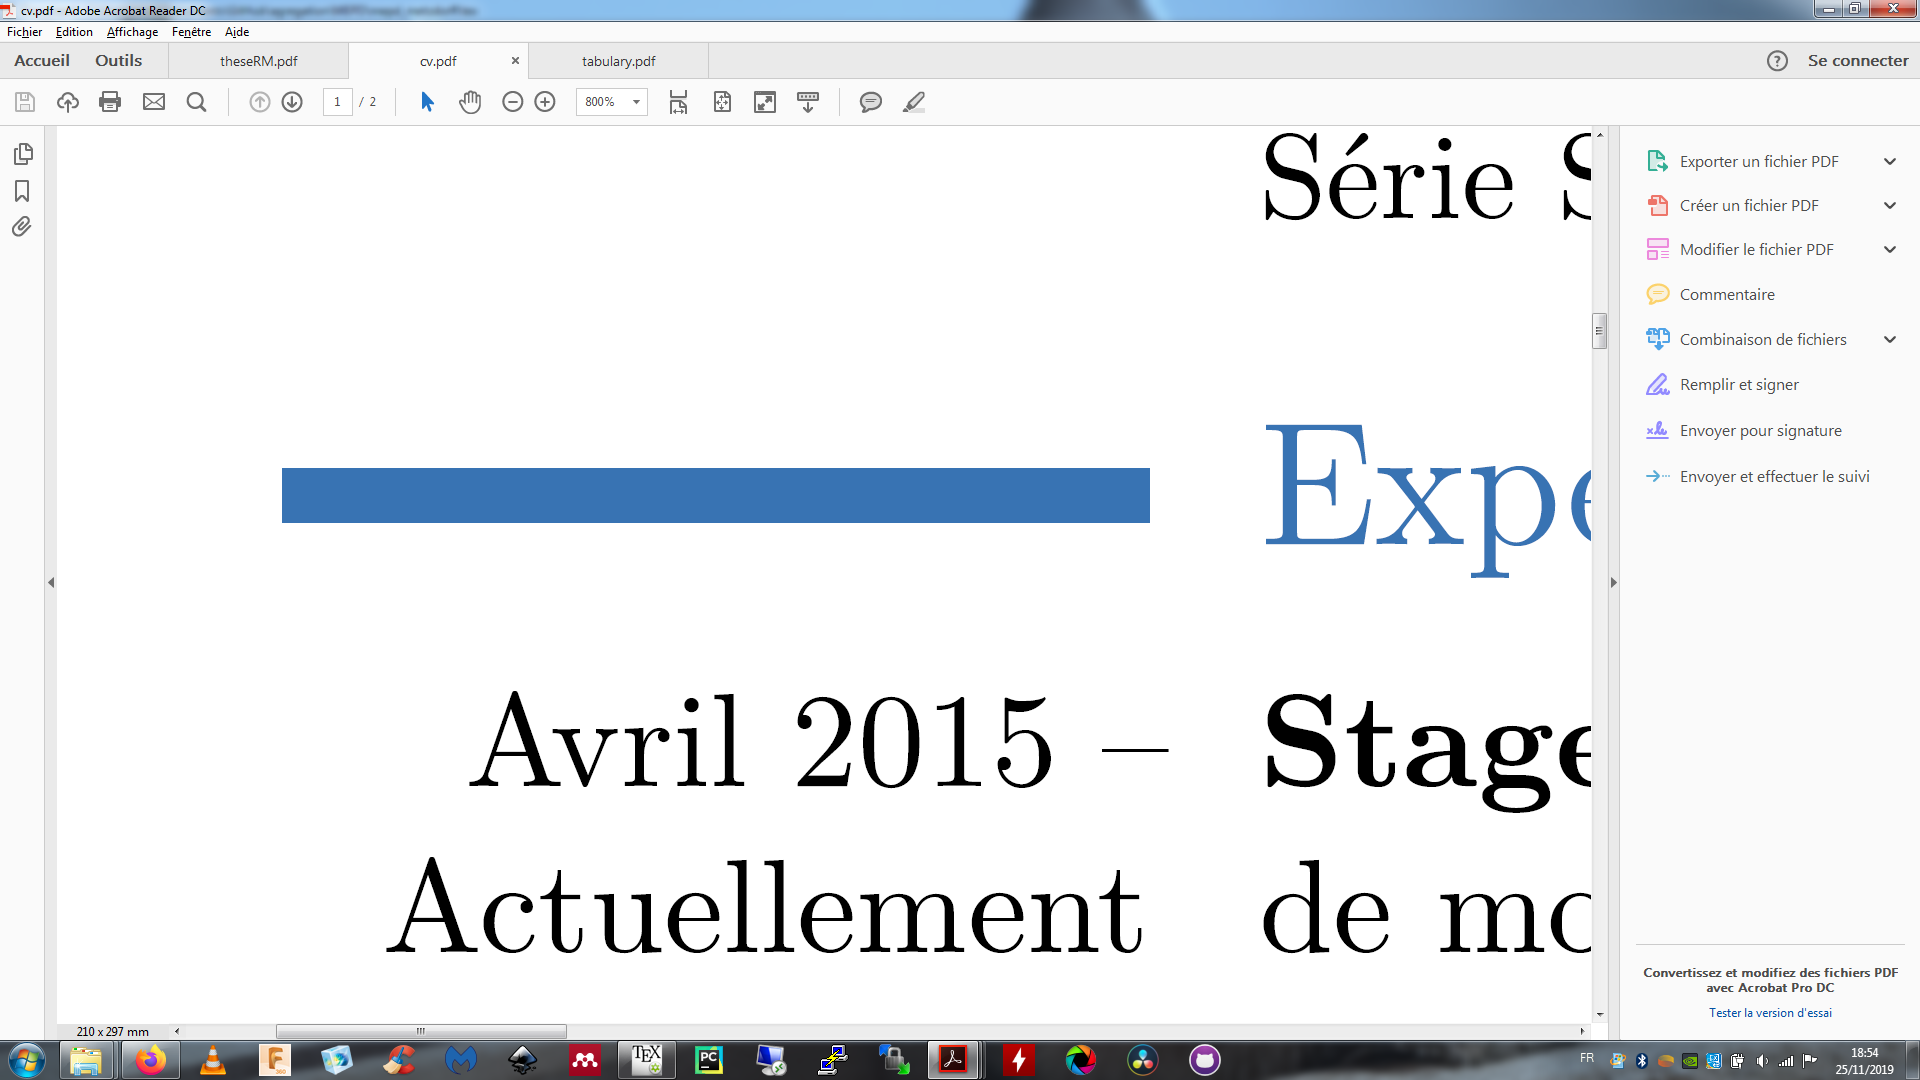 cv.pdf - Adobe Acrobat Reader DC
Fichier Edition Affichage Fenêtre Aide
Accueil Outils theseRM.pdf cv.pdf × tabulary.pdf ? Se connecter
1 / 2 800%
Série S
Expe
Avril 2015 – Stage
Actuellement de mo
Exporter un fichier PDF
Créer un fichier PDF
Modifier le fichier PDF
Commentaire
Combinaison de fichiers
Remplir et signer
Envoyer pour signature
Envoyer et effectuer le suivi
Convertissez et modifiez des fichiers PDF
avec Acrobat Pro DC
Tester la version d'essai
210 x 297 mm
F
360
TEX
PC
FR
18:54
25/11/2019